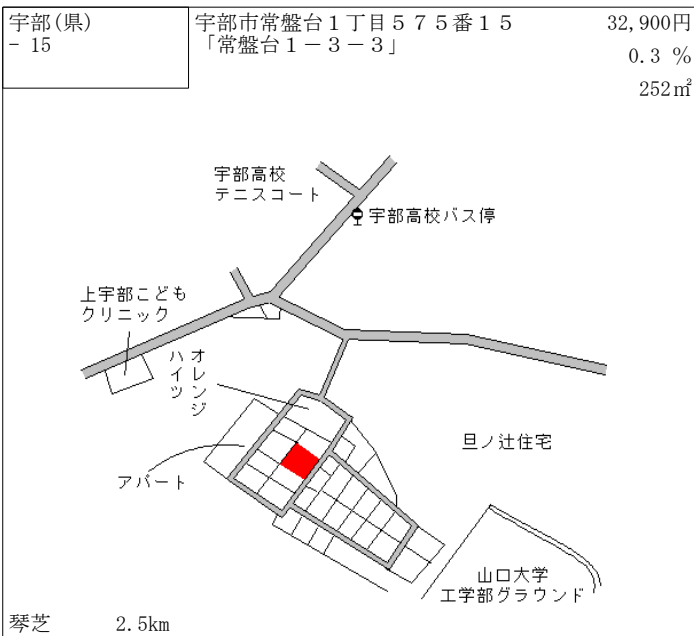 宇部(県)
- 15
宇部市常盤台1丁目575番15
「常盤台1-3-3」
32,900円
0.3 %
252㎡
宇部高校
テニスコート
宇部高校バス停
上宇部こども
クリニック
オレンジ
ハイツ
アパート
旦ノ辻住宅
山口大学
工学部グラウンド
琴芝 2.5km